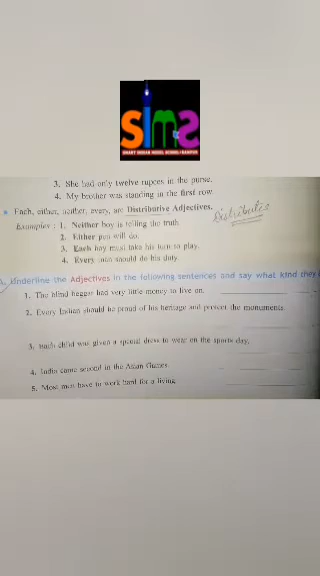 sims
SMART INDIAN MODEL SCHOOL RAMPUR
3. She had only twelve rupees in the purse.
4. My brother was standing in the first row.
Each, either, neither, every, are Distributive Adjectives.
Distributive
Examples : 1. Neither boy is telling the truth.
2. Either pen will do.
3. Each boy must take his turn to play.
4. Every man should do his duty.
A. Underline the Adjectives in the following sentences and say what kind they
1. The blind beggar had very little money to live on.
2. Every Indian should be proud of his heritage and protect the monuments.
3. Each child was given a special dress to wear on the sports day.
4. India came second in the Asian Games.
5. Most men have to work hard for a living.